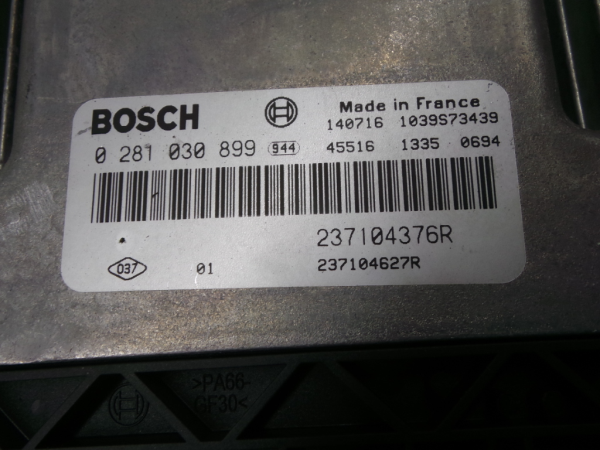 BOSCH
Made in France
140716 1039S73439
0 281 030 899 944 45516 1335 0694
237104376R
037 01 237104627R
>PA66-
GF30<